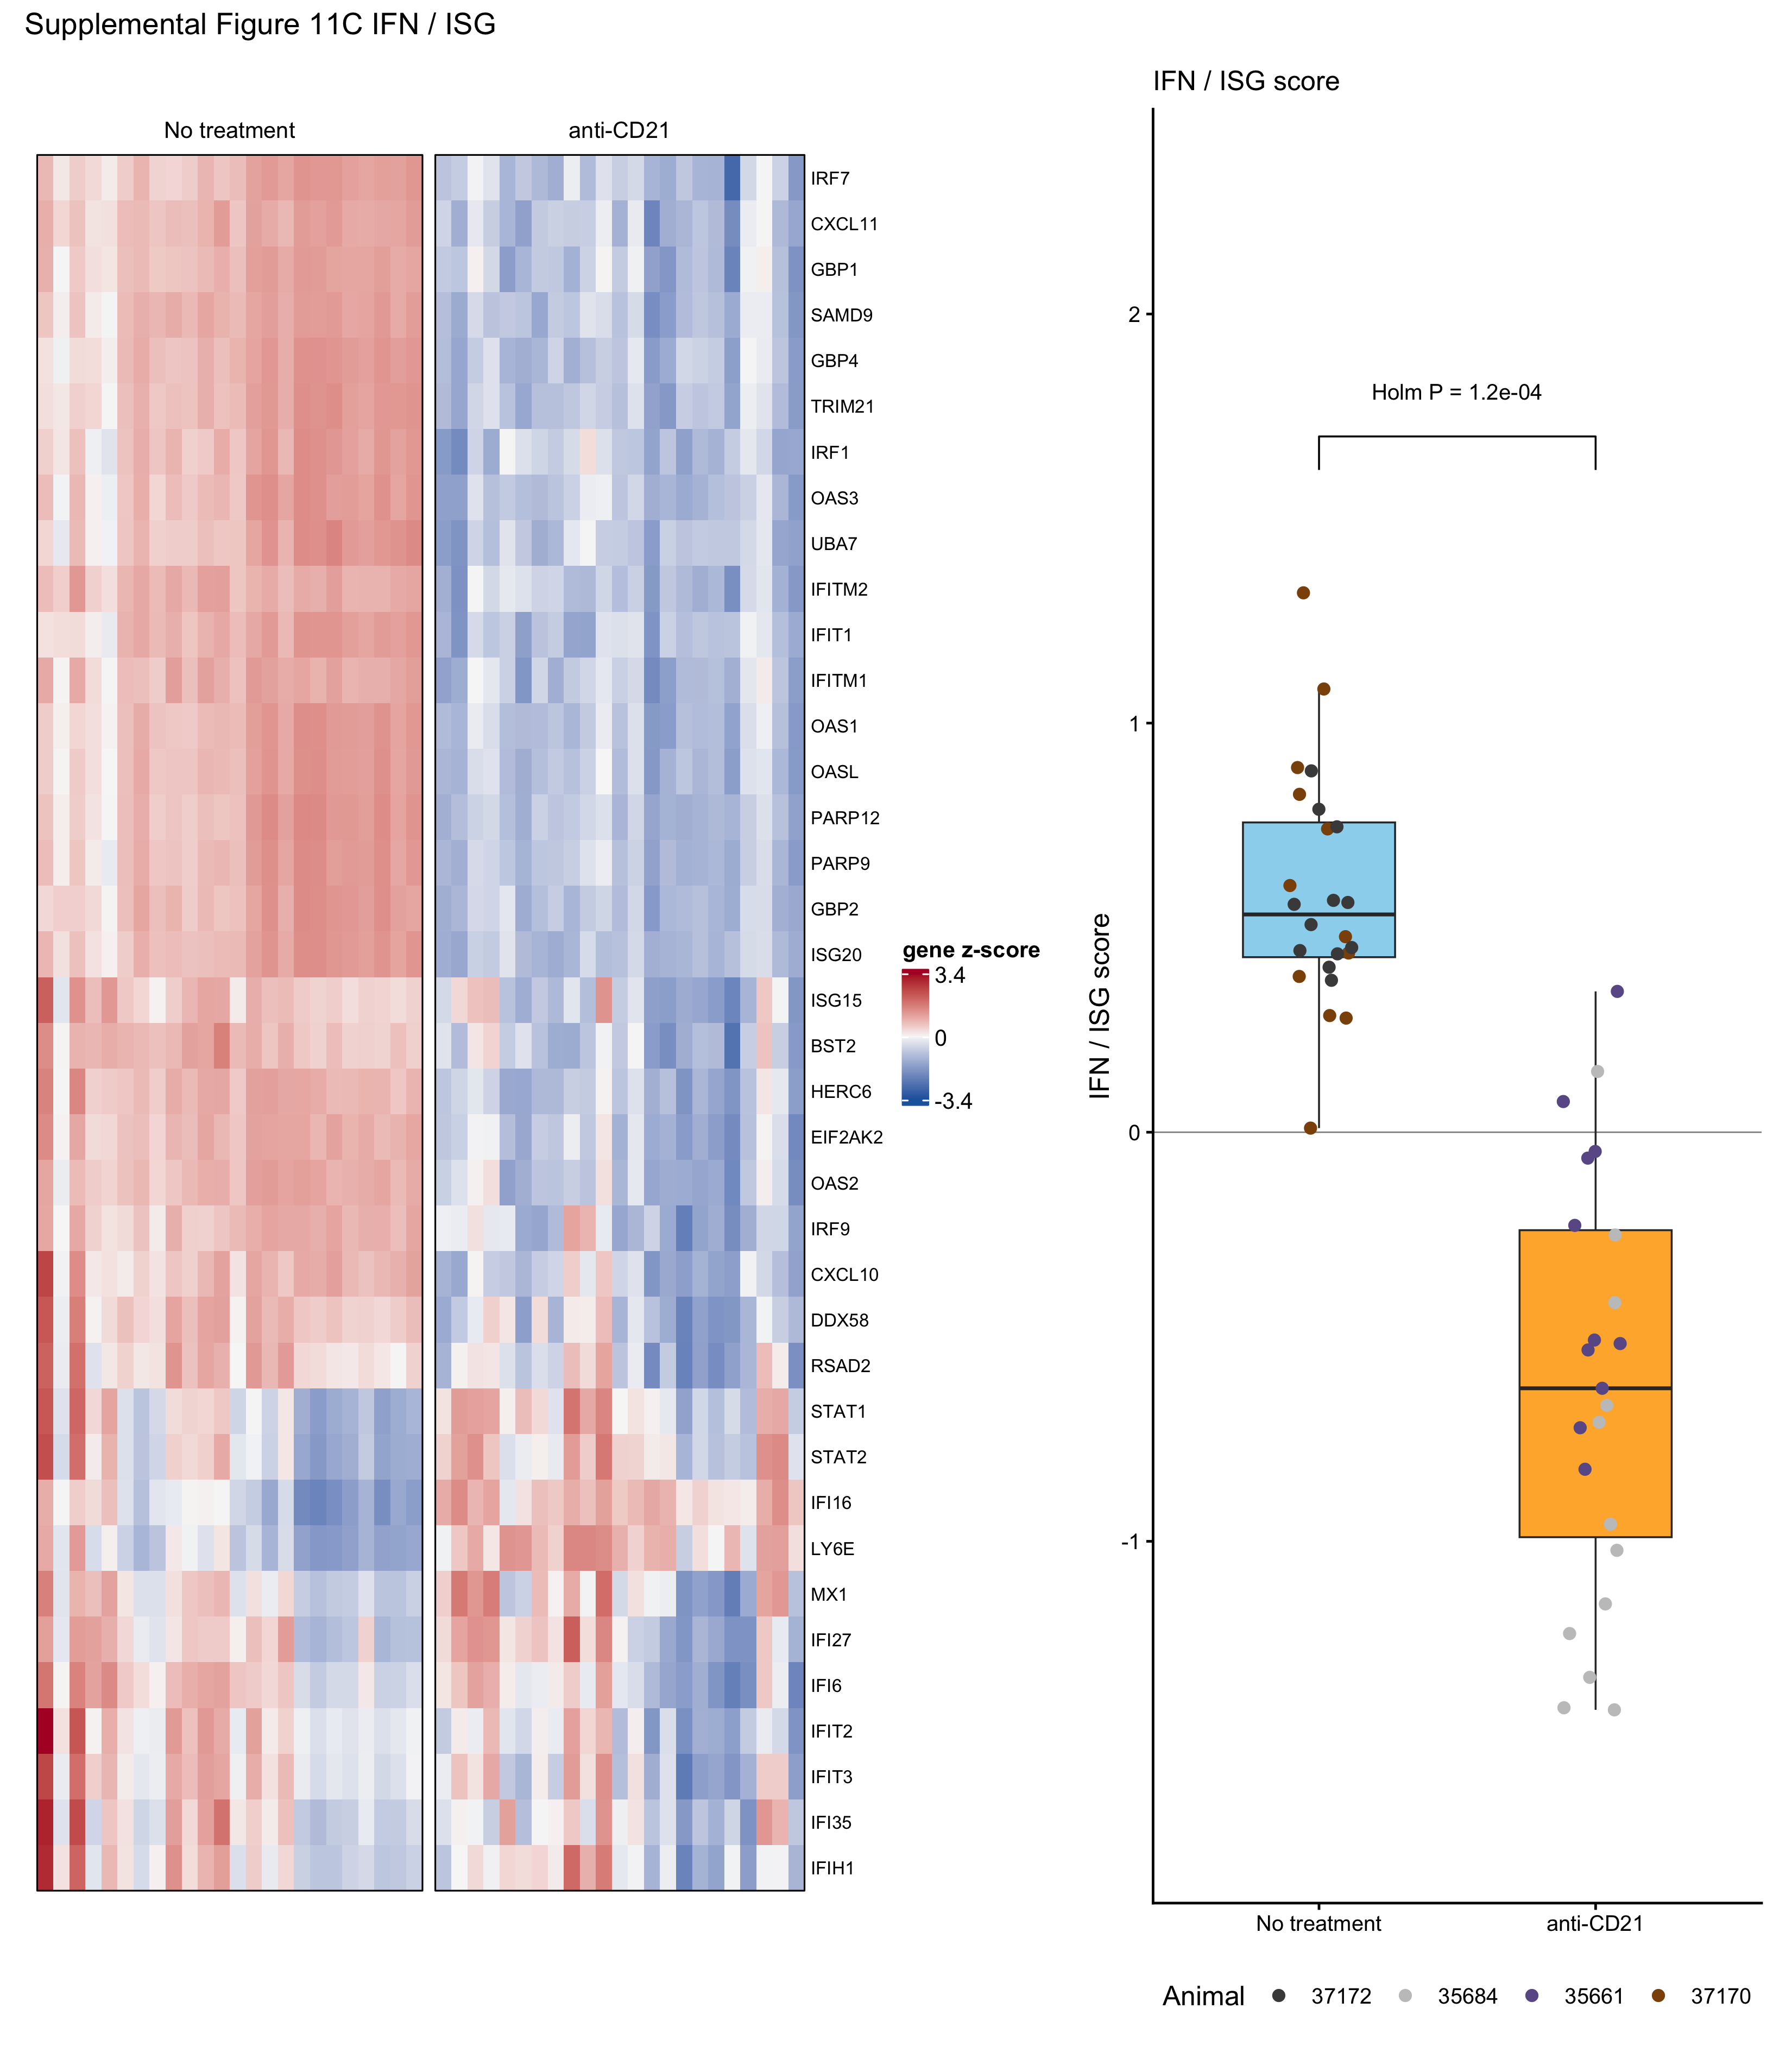 Supplemental Figure 11C IFN / ISG
No treatment
anti-CD21
IRF7
CXCL11
GBP1
SAMD9
GBP4
TRIM21
IRF1
OAS3
UBA7
IFITM2
IFIT1
IFITM1
OAS1
OASL
PARP12
PARP9
GBP2
ISG20
ISG15
BST2
HERC6
EIF2AK2
OAS2
IRF9
CXCL10
DDX58
RSAD2
STAT1
STAT2
IFI16
LY6E
MX1
IFI27
IFI6
IFIT2
IFIT3
IFI35
IFIH1
gene z-score
3.4
0
-3.4
IFN / ISG score
IFN / ISG score
2
1
0
-1
Holm P = 1.2e-04
No treatment
anti-CD21
Animal 37172 35684 35661 37170